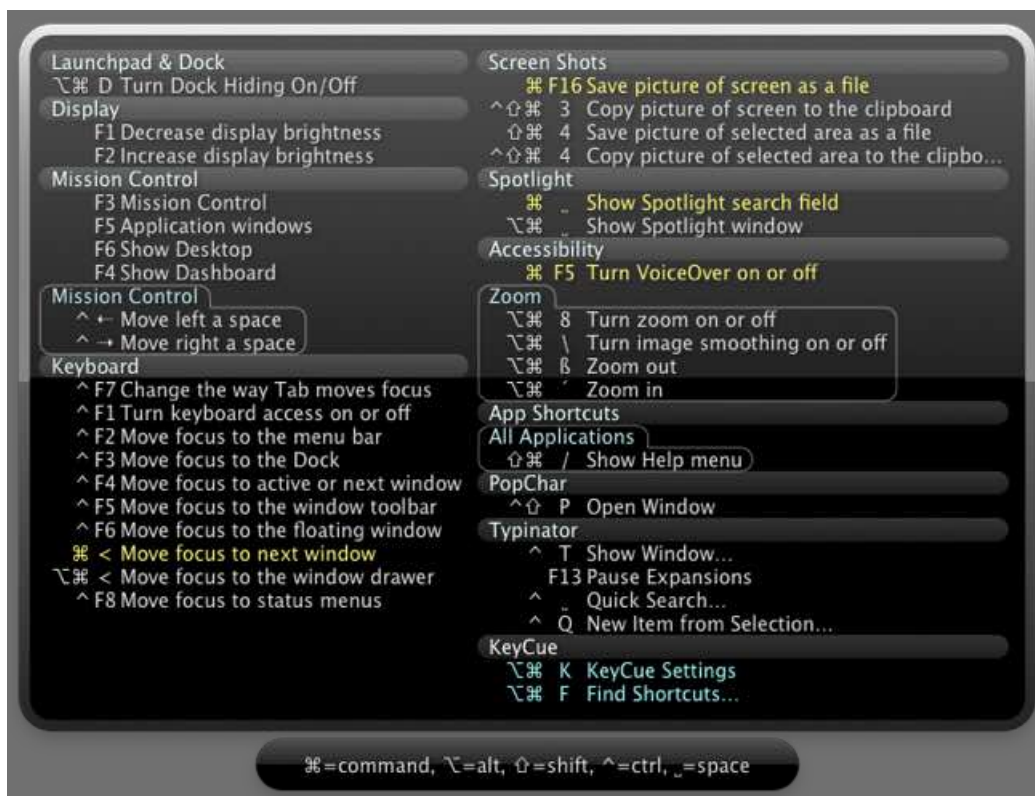 Launchpad & Dock
⌥⌘ D Turn Dock Hiding On/Off
Display
F1 Decrease display brightness
F2 Increase display brightness
Mission Control
F3 Mission Control
F5 Application windows
F6 Show Desktop
F4 Show Dashboard
Mission Control
^ ← Move left a space
^ → Move right a space
Keyboard
^ F7 Change the way Tab moves focus
^ F1 Turn keyboard access on or off
^ F2 Move focus to the menu bar
^ F3 Move focus to the Dock
^ F4 Move focus to active or next window
^ F5 Move focus to the window toolbar
^ F6 Move focus to the floating window
⌘ < Move focus to next window
⌥⌘ < Move focus to the window drawer
^ F8 Move focus to status menus
Screen Shots
⌘ F16 Save picture of screen as a file
^⇧⌘ 3 Copy picture of screen to the clipboard
⇧⌘ 4 Save picture of selected area as a file
^⇧⌘ 4 Copy picture of selected area to the clipbo...
Spotlight
⌘ ⎵ Show Spotlight search field
⌥⌘ ⎵ Show Spotlight window
Accessibility
⌘ F5 Turn VoiceOver on or off
Zoom
⌥⌘ 8 Turn zoom on or off
⌥⌘ \ Turn image smoothing on or off
⌥⌘ ß Zoom out
⌥⌘ ´ Zoom in
App Shortcuts
All Applications
⇧⌘ / Show Help menu
PopChar
^⇧ P Open Window
Typinator
^ T Show Window...
F13 Pause Expansions
^ ⎵ Quick Search...
^ Q New Item from Selection...
KeyCue
⌥⌘ K KeyCue Settings
⌥⌘ F Find Shortcuts...
⌘=command, ⌥=alt, ⇧=shift, ^=ctrl, ⎵=space